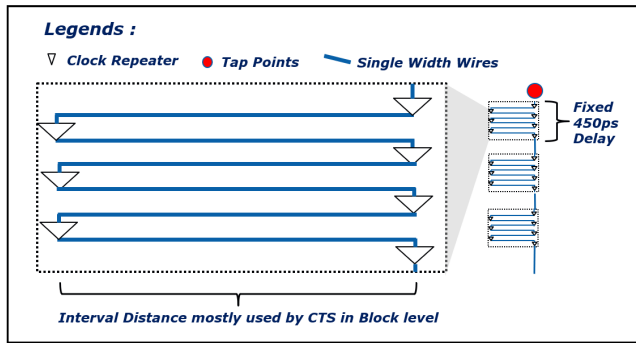 Legends :
Clock Repeater
Tap Points
Single Width Wires
Fixed
450ps
Delay
Interval Distance mostly used by CTS in Block level